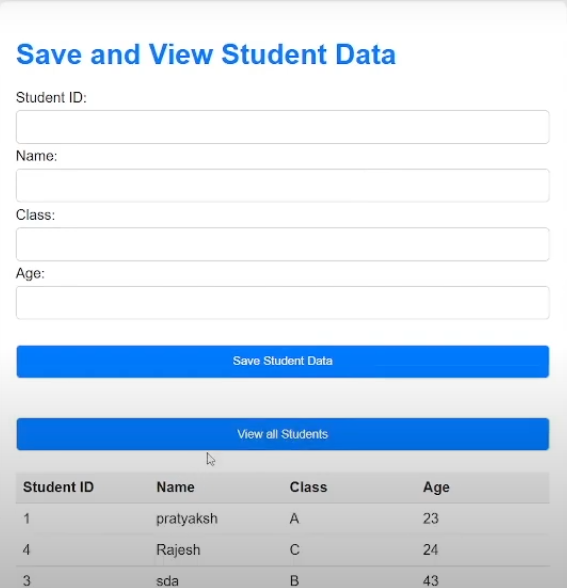 Save and View Student Data
Student ID:
Name:
Class:
Age:
Save Student Data
View all Students
Student ID Name Class Age
1 pratyaksh A 23
4 Rajesh C 24
3 sda B 43